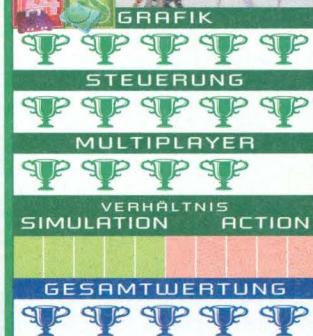 GRAFIK
STEUERUNG
MULTIPLAYER
VERHÄLTNIS
SIMULATION ACTION
GESAMTWERTUNG